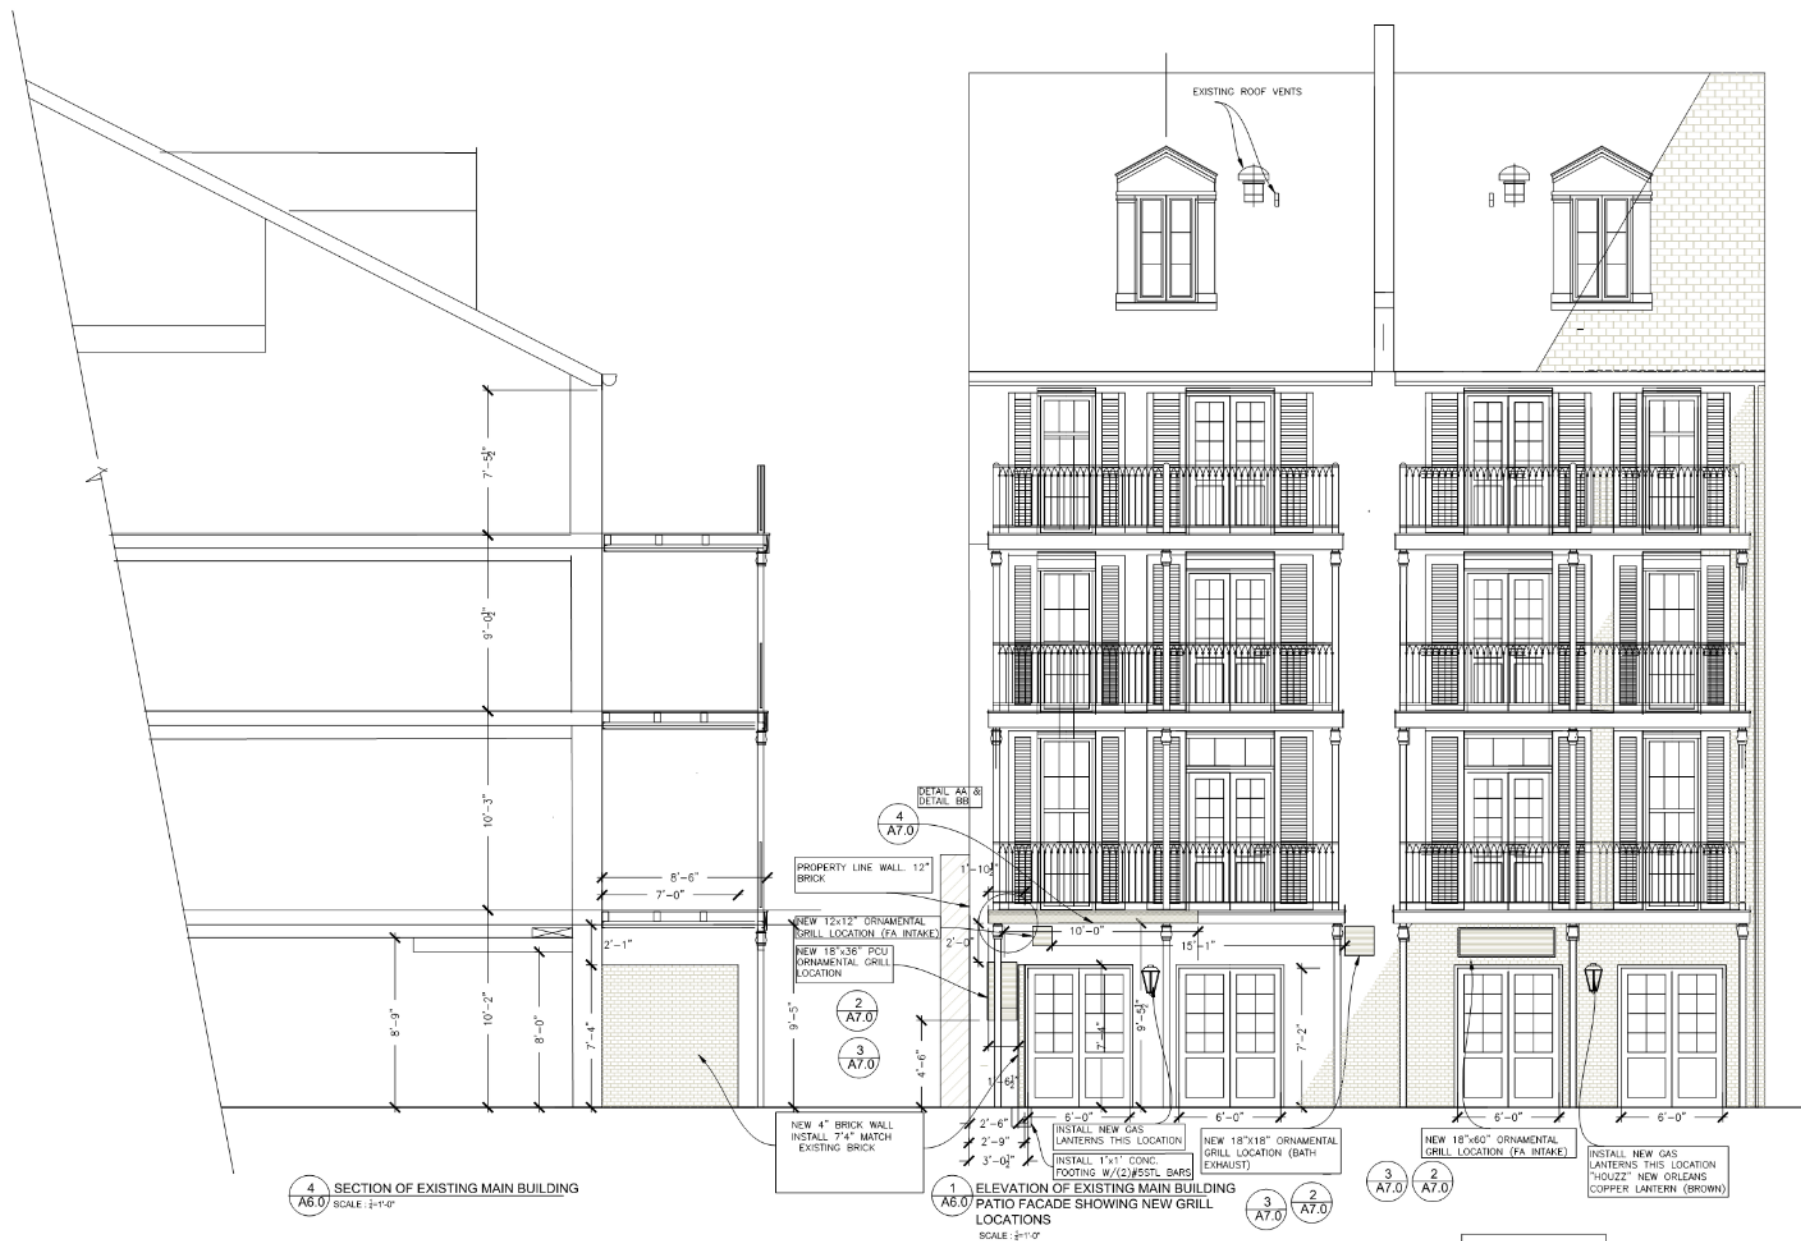 EXISTING ROOF VENTS
7'-5½"
9'-0½"
10'-3"
8'-6"
7'-0"
2'-1"
8'-9"
10'-2"
8'-0"
7'-4"
9'-5"
DETAIL AA &
DETAIL BB
4
A7.0
PROPERTY LINE WALL. 12"
BRICK
NEW 12x12" ORNAMENTAL
GRILL LOCATION (FA INTAKE)
NEW 18"x36" PCU
ORNAMENTAL GRILL
LOCATION
2
A7.0
3
A7.0
4'-6"
1'-10½"
2'-0"
10'-0"
15'-1"
7'-4"
9'-5½"
7'-2"
1'-6½"
2'-6"
2'-9"
3'-0½"
6'-0"
6'-0"
6'-0"
6'-0"
NEW 4" BRICK WALL
INSTALL 7'4" MATCH
EXISTING BRICK
INSTALL NEW GAS
LANTERNS THIS LOCATION
INSTALL 1'x1' CONC.
FOOTING W/(2)#5STL BARS
NEW 18"X18" ORNAMENTAL
GRILL LOCATION (BATH
EXHAUST)
NEW 18"x60" ORNAMENTAL
GRILL LOCATION (FA INTAKE)
INSTALL NEW GAS
LANTERNS THIS LOCATION
"HOUZZ" NEW ORLEANS
COPPER LANTERN (BROWN)
3
A7.0
2
A7.0
3
A7.0
2
A7.0
4
A6.0
SECTION OF EXISTING MAIN BUILDING
SCALE :
1
A6.0
ELEVATION OF EXISTING MAIN BUILDING
PATIO FACADE SHOWING NEW GRILL
LOCATIONS
SCALE :